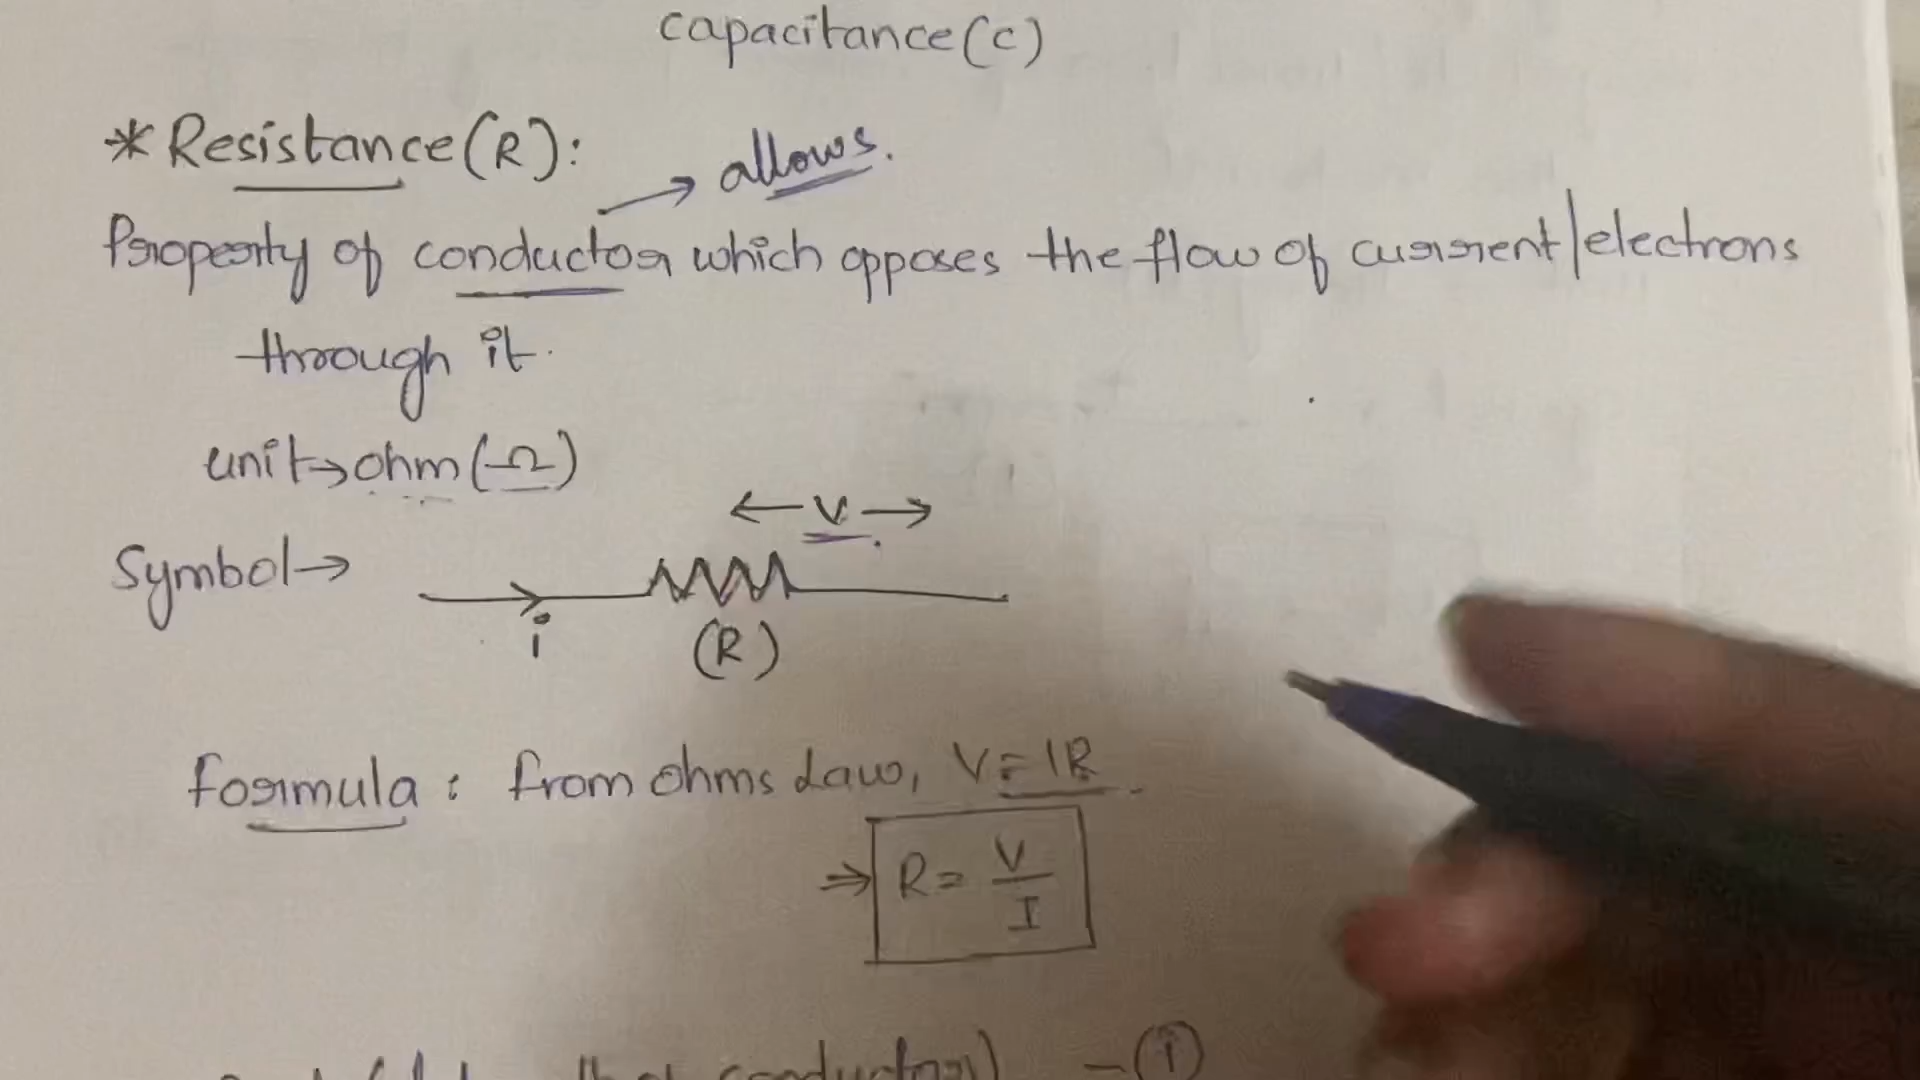 capacitance(c)
*Resistance(R):
allows.
Property of conductor which opposes the flow of current/electrons
through it.
unit→ohm(Ω)
← V →
Symbol→
i
(R)
formula: from ohms Law, V=IR
⇒ R= V/I
conductor) -(i)